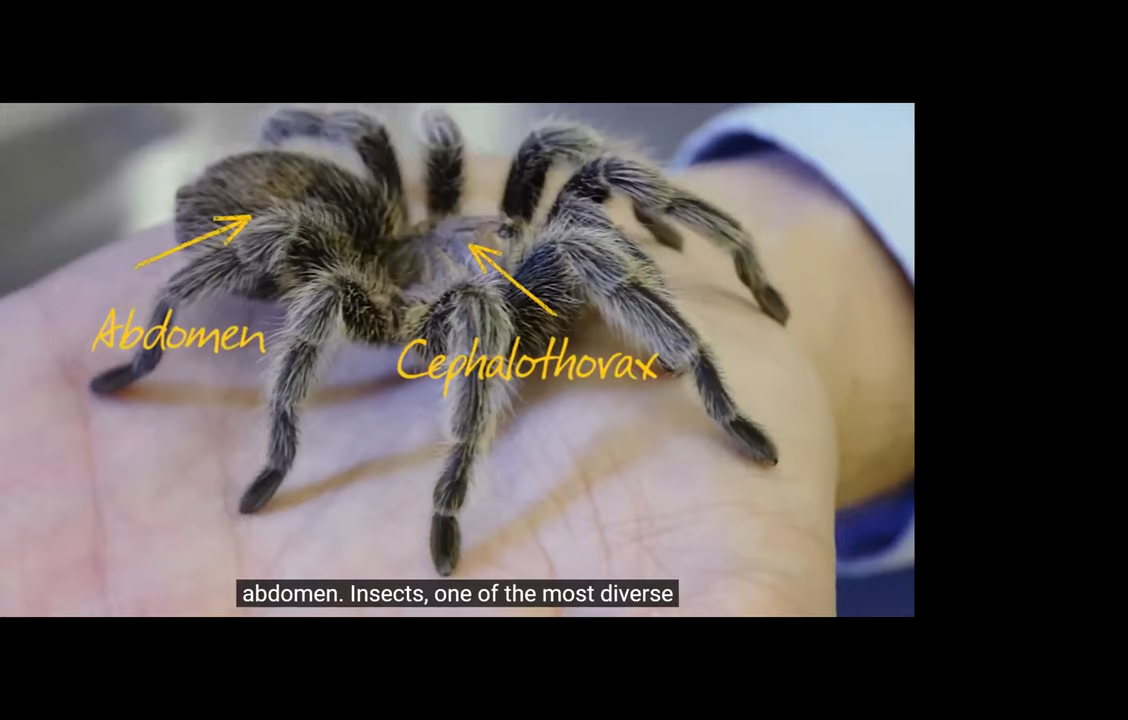 Abdomen
Cephalothorax
abdomen. Insects, one of the most diverse